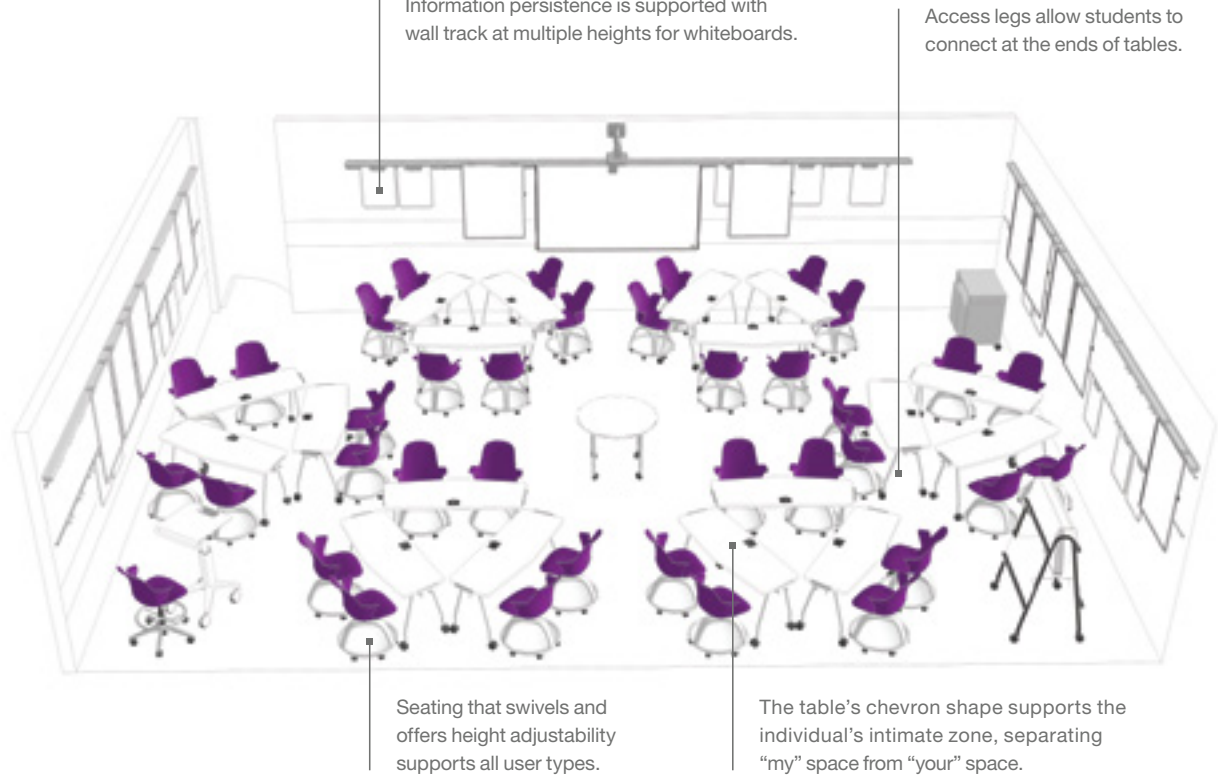 Information persistence is supported with
wall track at multiple heights for whiteboards.
Access legs allow students to
connect at the ends of tables.
Seating that swivels and
offers height adjustability
supports all user types.
The table’s chevron shape supports the
individual’s intimate zone, separating
“my” space from “your” space.